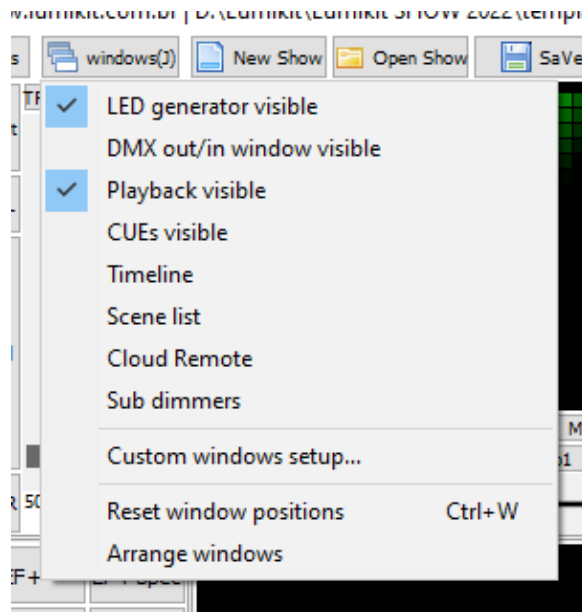 windows(J) New Show Open Show SaVe
LED generator visible
DMX out/in window visible
Playback visible
CUEs visible
Timeline
Scene list
Cloud Remote
Sub dimmers
Custom windows setup...
Reset window positions Ctrl+W
Arrange windows